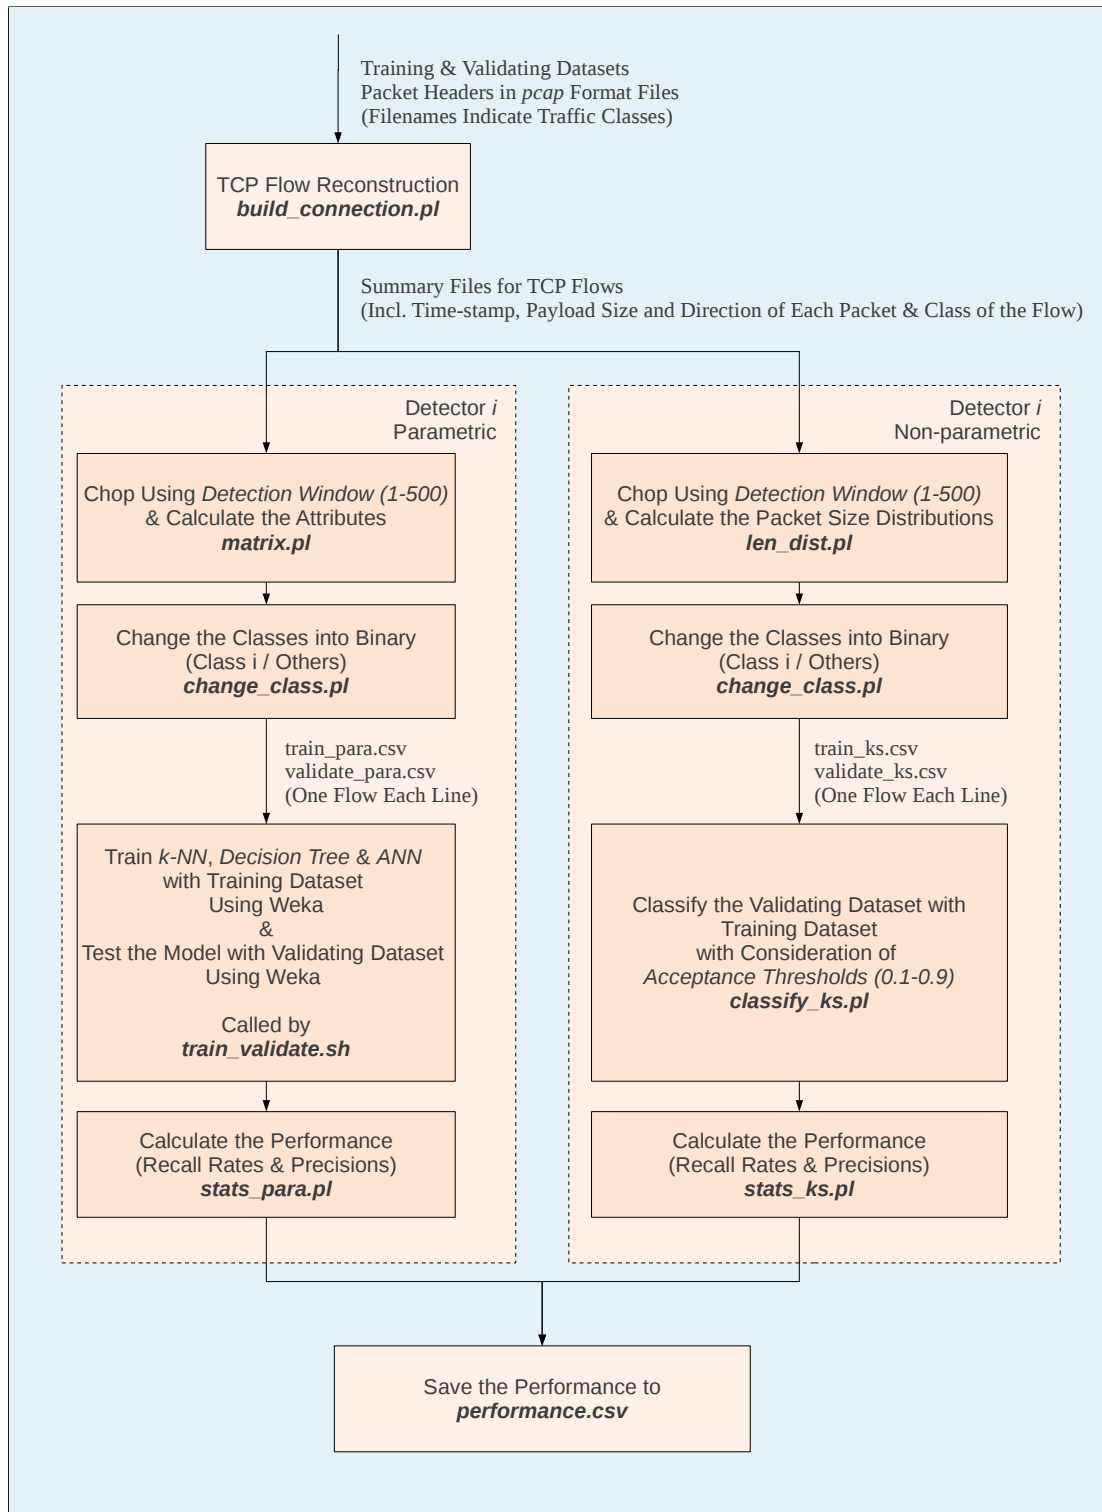 Training & Validating Datasets
Packet Headers in pcap Format Files
(Filenames Indicate Traffic Classes)
TCP Flow Reconstruction
build_connection.pl
Summary Files for TCP Flows
(Incl. Time-stamp, Payload Size and Direction of Each Packet & Class of the Flow)
Detector i
Parametric
Chop Using Detection Window (1-500)
& Calculate the Attributes
matrix.pl
Change the Classes into Binary
(Class i / Others)
change_class.pl
train_para.csv
validate_para.csv
(One Flow Each Line)
Train k-NN, Decision Tree & ANN
with Training Dataset
Using Weka
&
Test the Model with Validating Dataset
Using Weka
Called by
train_validate.sh
Calculate the Performance
(Recall Rates & Precisions)
stats_para.pl
Detector i
Non-parametric
Chop Using Detection Window (1-500)
& Calculate the Packet Size Distributions
len_dist.pl
Change the Classes into Binary
(Class i / Others)
change_class.pl
train_ks.csv
validate_ks.csv
(One Flow Each Line)
Classify the Validating Dataset with
Training Dataset
with Consideration of
Acceptance Thresholds (0.1-0.9)
classify_ks.pl
Calculate the Performance
(Recall Rates & Precisions)
stats_ks.pl
Save the Performance to
performance.csv